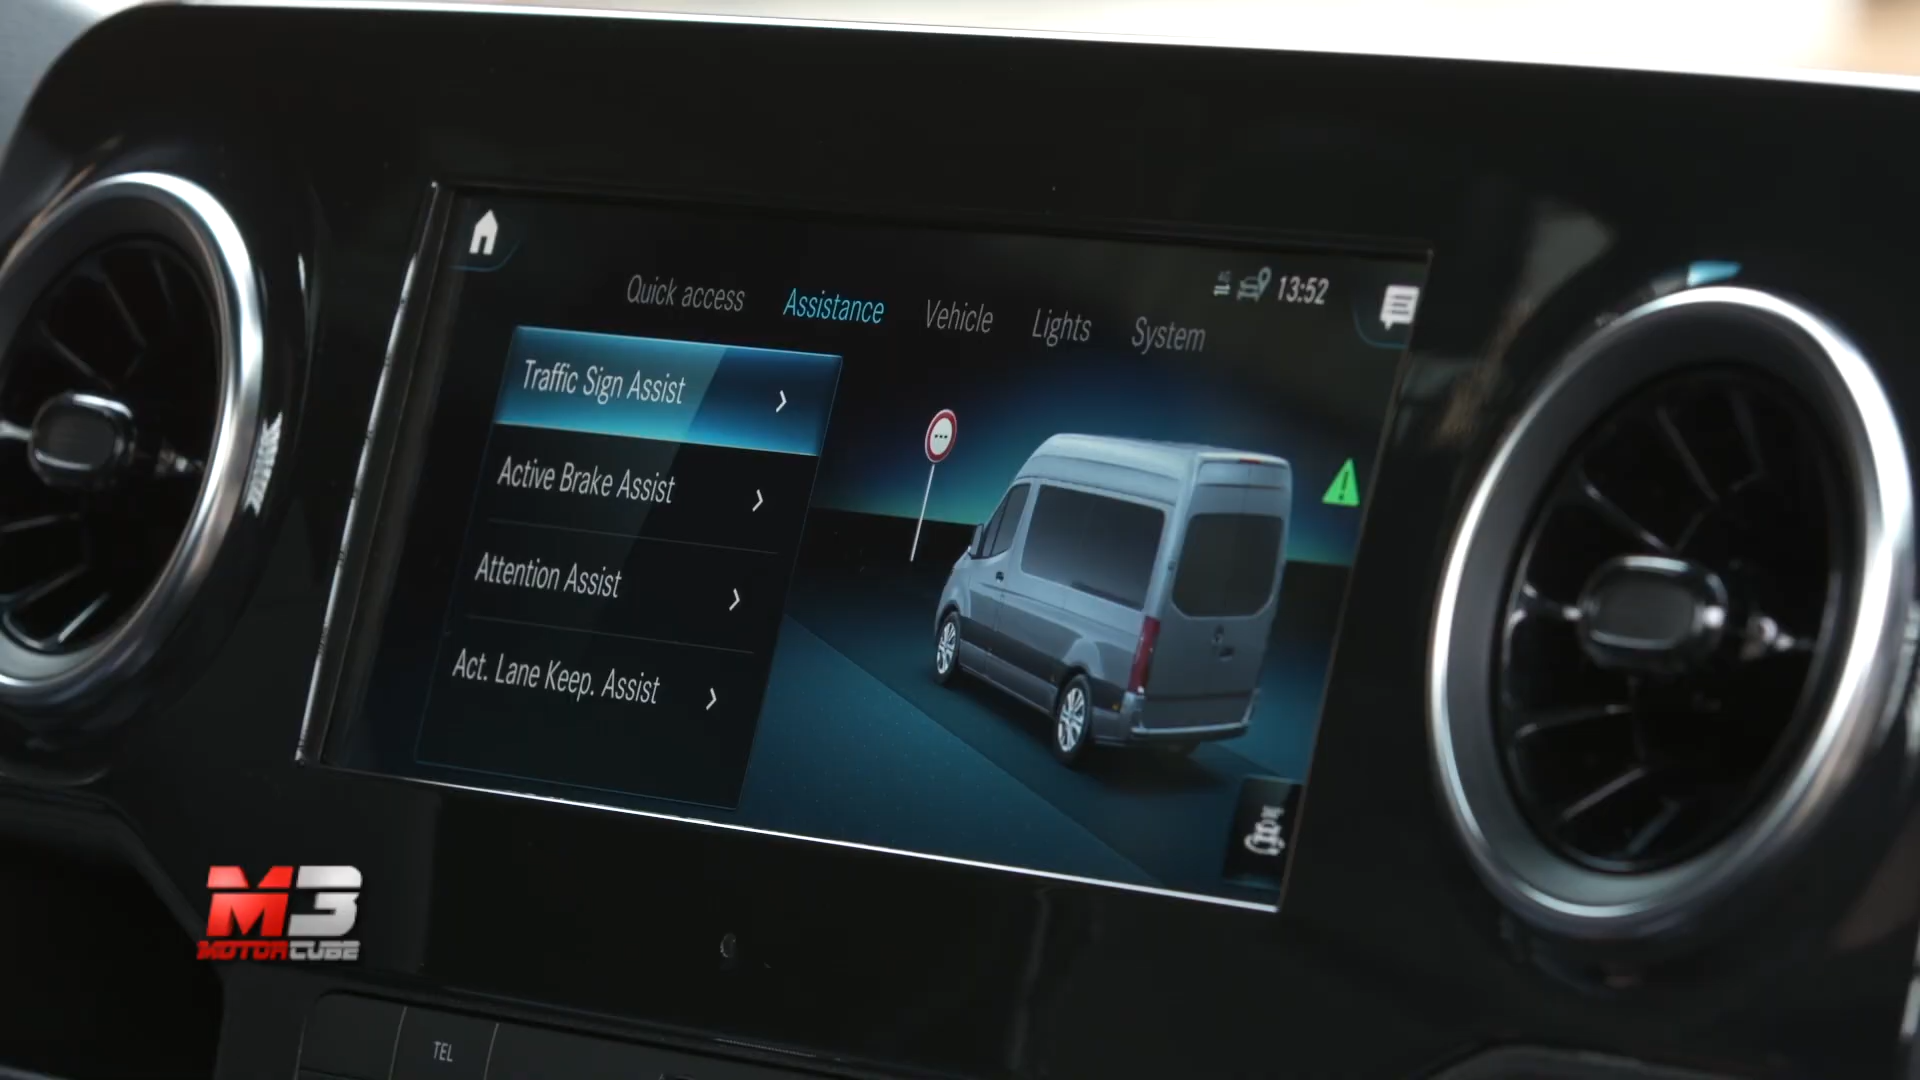 13:52
Quick access
Assistance
Vehicle
Lights
System
Traffic Sign Assist
Active Brake Assist
Attention Assist
Act. Lane Keep. Assist
M3
MOTORCUBE
TEL